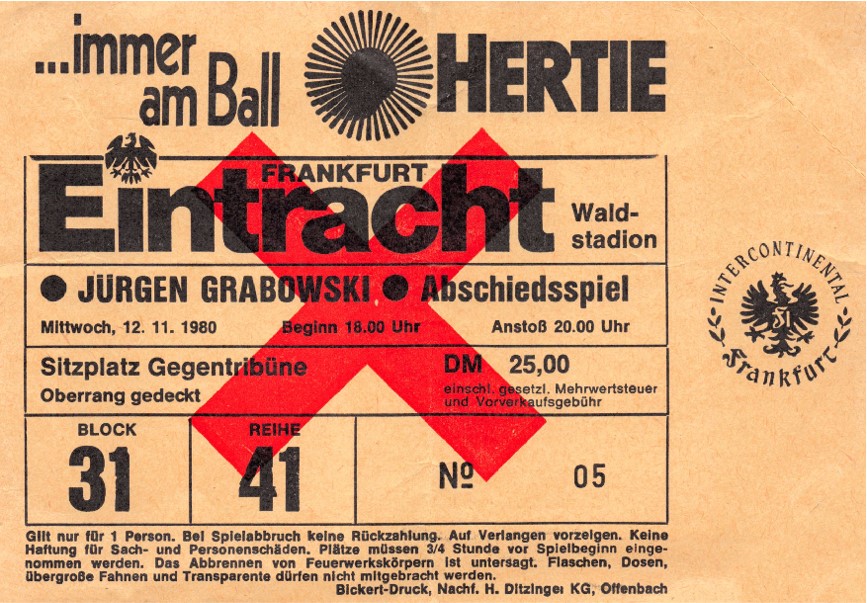 ...immer
am Ball
HERTIE
FRANKFURT
Eintracht
Wald-
stadion
● JÜRGEN GRABOWSKI ● Abschiedsspiel
Mittwoch, 12. 11. 1980 Beginn 18.00 Uhr Anstoß 20.00 Uhr
Sitzplatz Gegentribüne DM 25,00
Oberrang gedeckt einschl. gesetzl. Mehrwertsteuer
und Vorverkaufsgebühr
BLOCK REIHE
31 41 Nº 05
Gilt nur für 1 Person. Bei Spielabbruch keine Rückzahlung. Auf Verlangen vorzeigen. Keine
Haftung für Sach- und Personenschäden. Plätze müssen 3/4 Stunde vor Spielbeginn einge-
nommen werden. Das Abbrennen von Feuerwerkskörpern ist untersagt. Flaschen, Dosen,
übergroße Fahnen und Transparente dürfen nicht mitgebracht werden.
Bickert-Druck, Nachf. H. Ditzinger KG, Offenbach
INTERCONTINENTAL
Frankfurt